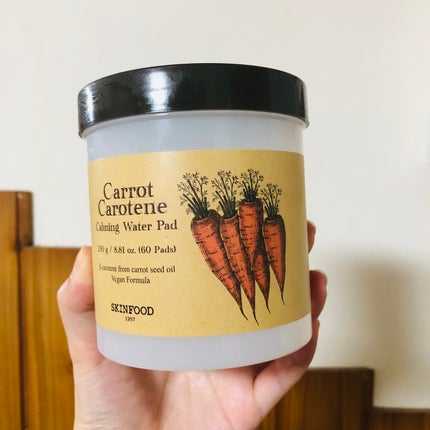 Carrot
Carotene
Calming Water Pad
250 g / 8.81 oz. (60 Pads)
β-carotene from carrot seed oil
Vegan Formula
SKINFOOD
1957